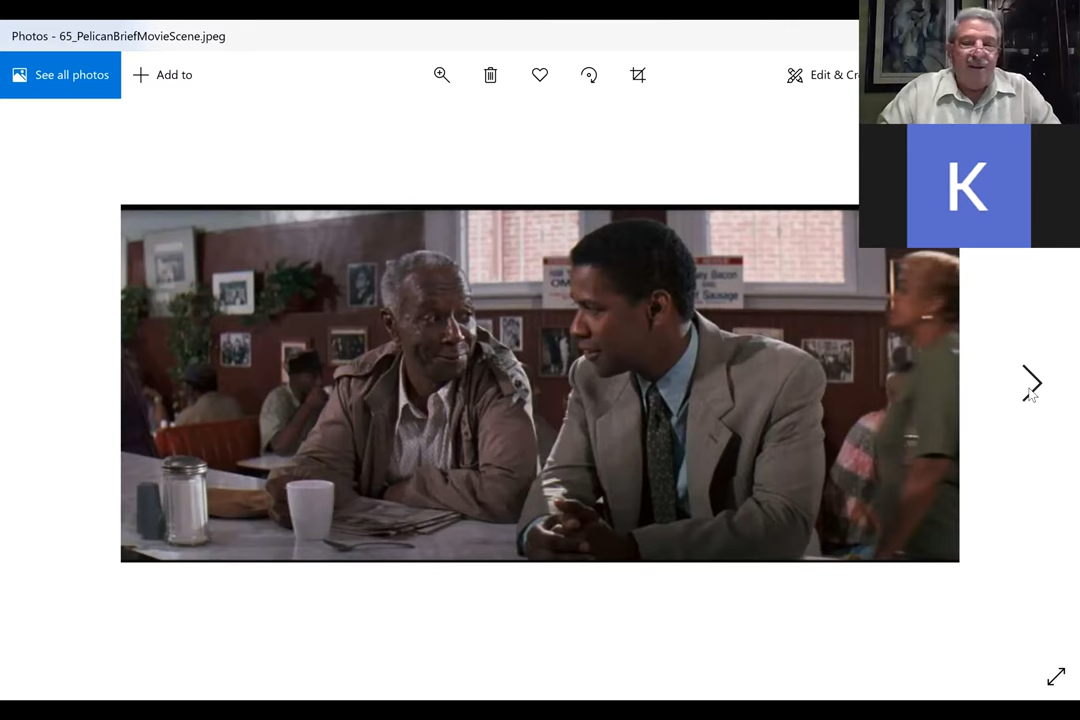 Photos - 65_PelicanBriefMovieScene.jpeg
See all photos
Add to
Edit & Cr
K
Bacon
Sausage